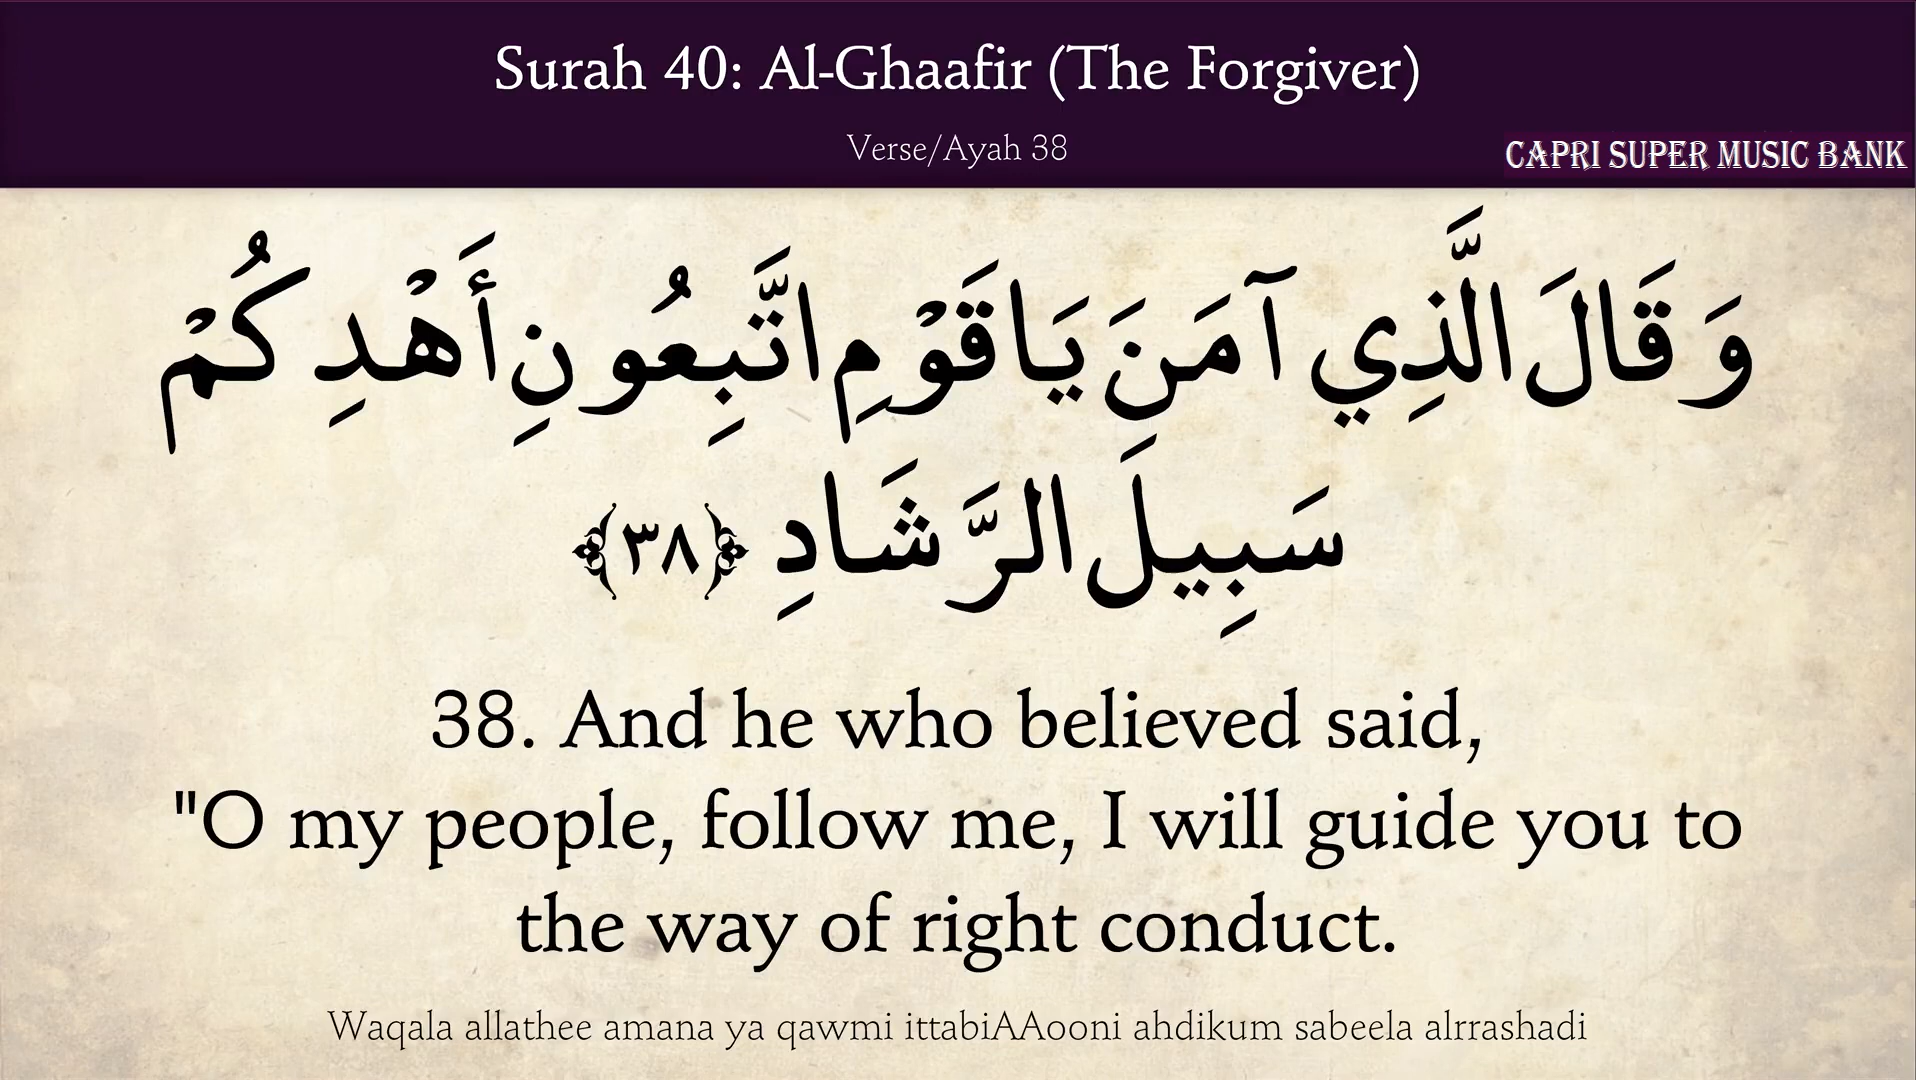 Surah 40: Al-Ghaafir (The Forgiver)
Verse/Ayah 38
CAPRI SUPER MUSIC BANK
وَقَالَ الَّذِي آمَنَ يَا قَوْمِ اتَّبِعُونِ أَهْدِكُمْ
سَبِيلَ الرَّشَادِ ﴿٣٨﴾
38. And he who believed said,
"O my people, follow me, I will guide you to
the way of right conduct.
Waqala allathee amana ya qawmi ittabiAAooni ahdikum sabeela alrrashadi